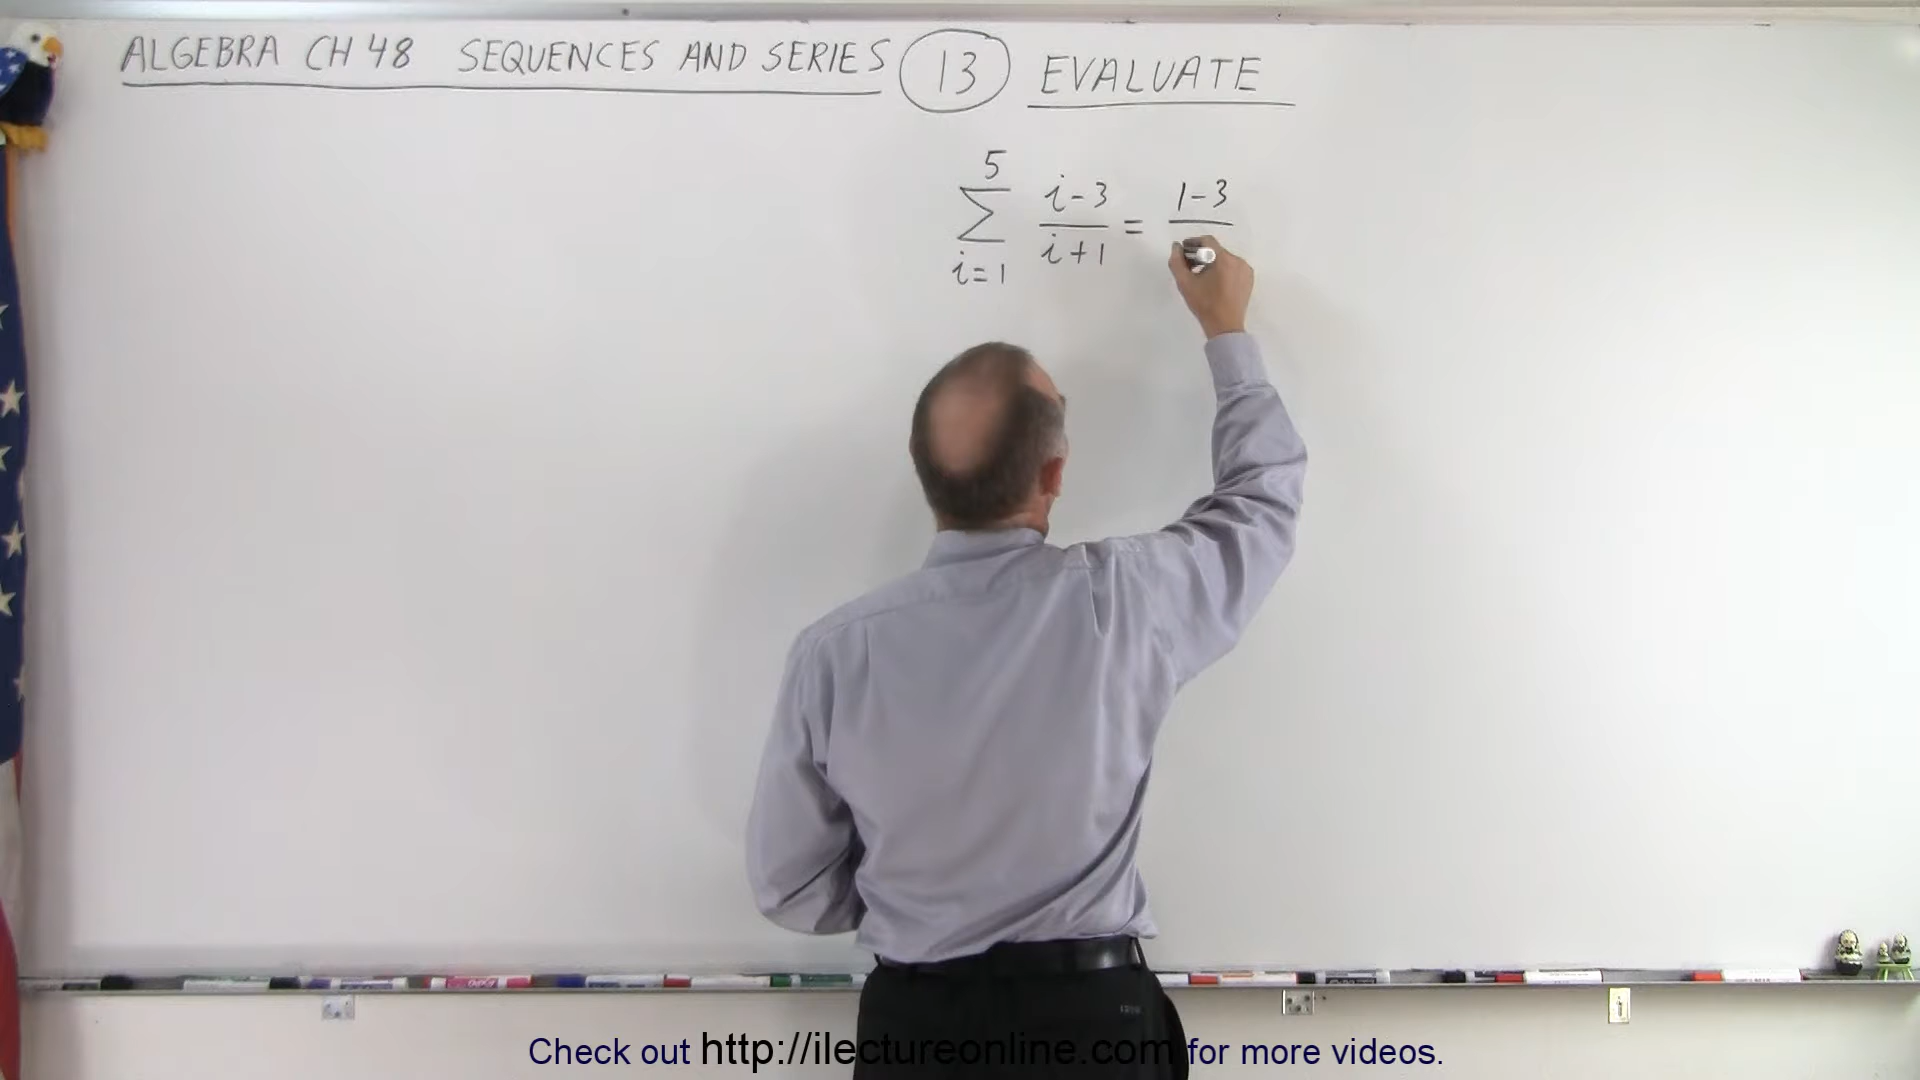 ALGEBRA CH 48 SEQUENCES AND SERIES 13 EVALUATE
5
∑ i-3 / i+1 = 1-3
i=1
Check out http://ilectureonline.com for more videos.